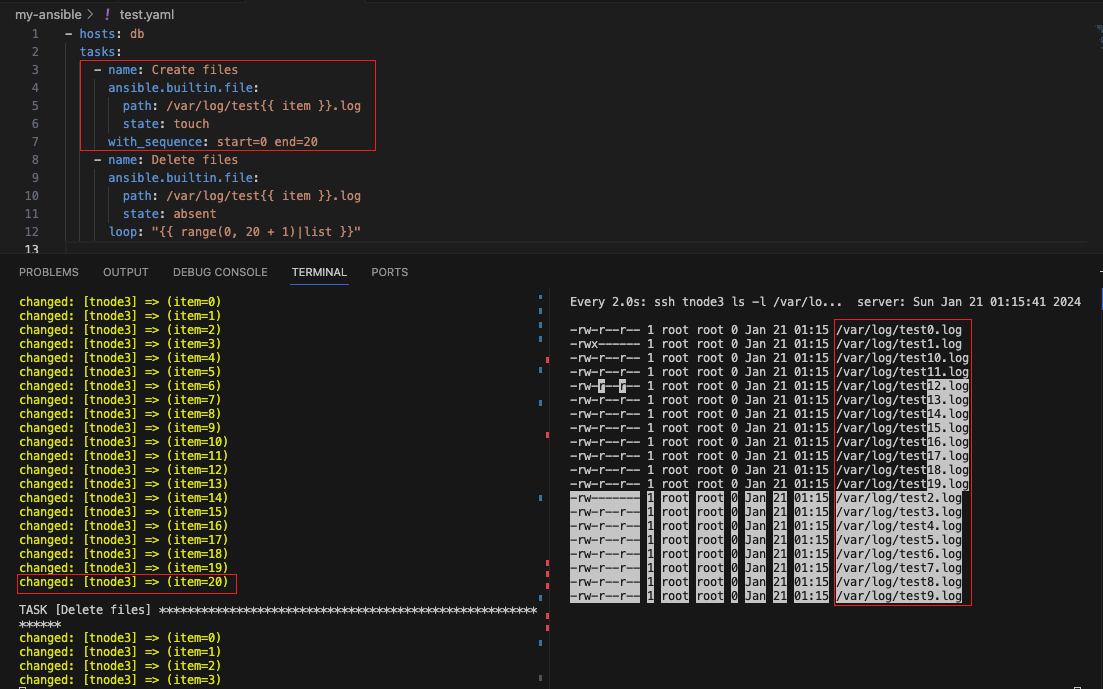 my-ansible > ! test.yaml
1 - hosts: db
2 tasks:
3 - name: Create files
4 ansible.builtin.file:
5 path: /var/log/test{{ item }}.log
6 state: touch
7 with_sequence: start=0 end=20
8 - name: Delete files
9 ansible.builtin.file:
10 path: /var/log/test{{ item }}.log
11 state: absent
12 loop: "{{ range(0, 20 + 1)|list }}"
13
PROBLEMS OUTPUT DEBUG CONSOLE TERMINAL PORTS
changed: [tnode3] => (item=0)
changed: [tnode3] => (item=1)
changed: [tnode3] => (item=2)
changed: [tnode3] => (item=3)
changed: [tnode3] => (item=4)
changed: [tnode3] => (item=5)
changed: [tnode3] => (item=6)
changed: [tnode3] => (item=7)
changed: [tnode3] => (item=8)
changed: [tnode3] => (item=9)
changed: [tnode3] => (item=10)
changed: [tnode3] => (item=11)
changed: [tnode3] => (item=12)
changed: [tnode3] => (item=13)
changed: [tnode3] => (item=14)
changed: [tnode3] => (item=15)
changed: [tnode3] => (item=16)
changed: [tnode3] => (item=17)
changed: [tnode3] => (item=18)
changed: [tnode3] => (item=19)
changed: [tnode3] => (item=20)
TASK [Delete files] ******************************************************
******
changed: [tnode3] => (item=0)
changed: [tnode3] => (item=1)
changed: [tnode3] => (item=2)
changed: [tnode3] => (item=3)
Every 2.0s: ssh tnode3 ls -l /var/lo... server: Sun Jan 21 01:15:41 2024
-rw-r--r-- 1 root root 0 Jan 21 01:15 /var/log/test0.log
-rwx------ 1 root root 0 Jan 21 01:15 /var/log/test1.log
-rw-r--r-- 1 root root 0 Jan 21 01:15 /var/log/test10.log
-rw-r--r-- 1 root root 0 Jan 21 01:15 /var/log/test11.log
-rw-r--r-- 1 root root 0 Jan 21 01:15 /var/log/test12.log
-rw-r--r-- 1 root root 0 Jan 21 01:15 /var/log/test13.log
-rw-r--r-- 1 root root 0 Jan 21 01:15 /var/log/test14.log
-rw-r--r-- 1 root root 0 Jan 21 01:15 /var/log/test15.log
-rw-r--r-- 1 root root 0 Jan 21 01:15 /var/log/test16.log
-rw-r--r-- 1 root root 0 Jan 21 01:15 /var/log/test17.log
-rw-r--r-- 1 root root 0 Jan 21 01:15 /var/log/test18.log
-rw-r--r-- 1 root root 0 Jan 21 01:15 /var/log/test19.log
-rw------- 1 root root 0 Jan 21 01:15 /var/log/test2.log
-rw-r--r-- 1 root root 0 Jan 21 01:15 /var/log/test3.log
-rw-r--r-- 1 root root 0 Jan 21 01:15 /var/log/test4.log
-rw-r--r-- 1 root root 0 Jan 21 01:15 /var/log/test5.log
-rw-r--r-- 1 root root 0 Jan 21 01:15 /var/log/test6.log
-rw-r--r-- 1 root root 0 Jan 21 01:15 /var/log/test7.log
-rw-r--r-- 1 root root 0 Jan 21 01:15 /var/log/test8.log
-rw-r--r-- 1 root root 0 Jan 21 01:15 /var/log/test9.log